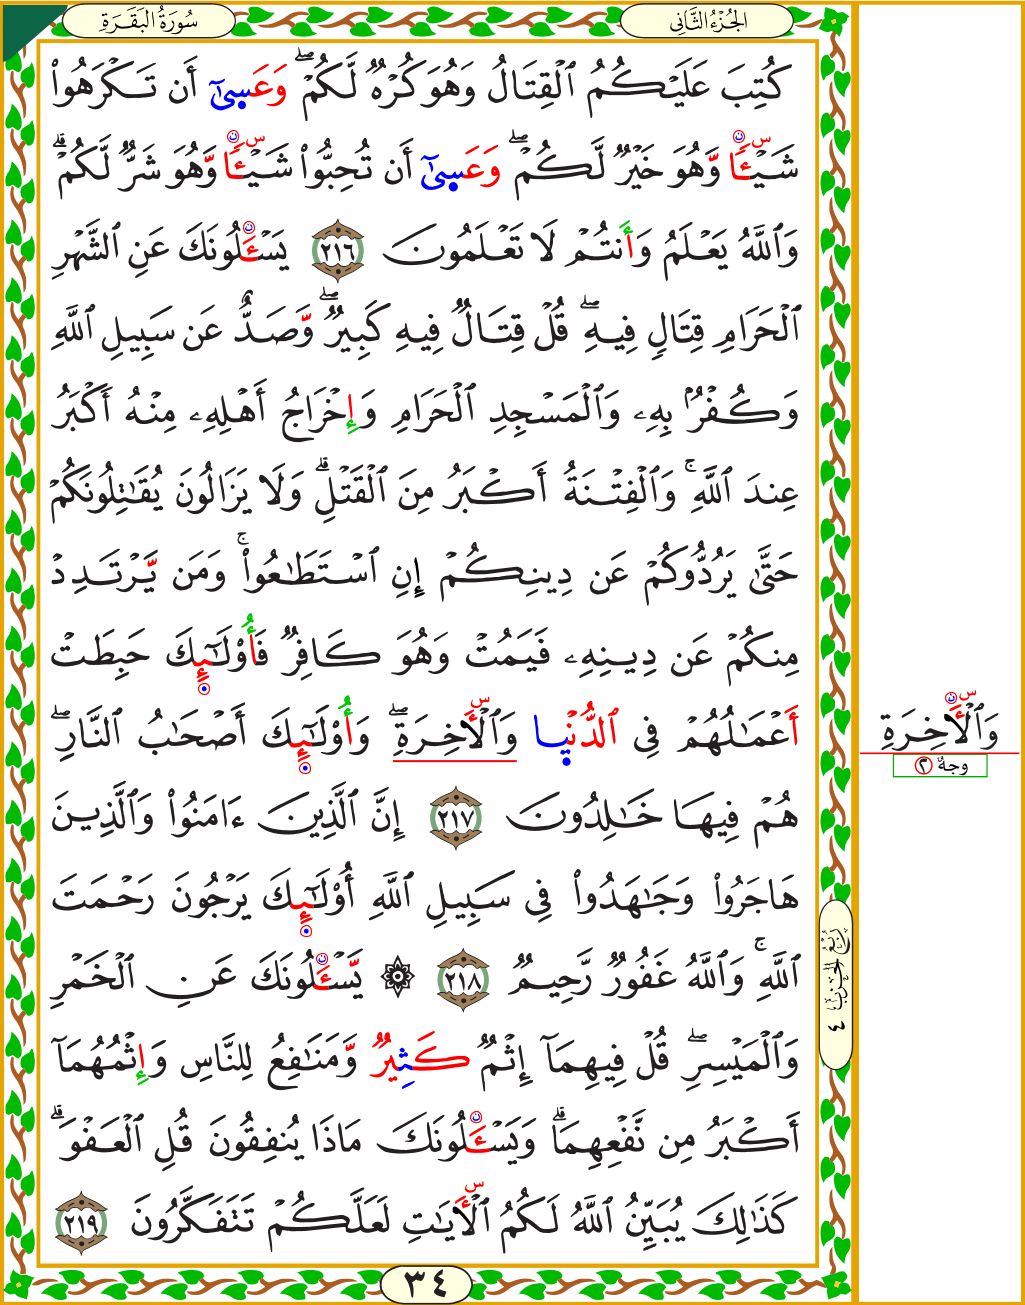 الجُزْءُ الثَّانِي
سُورَةُ البَقَرَةِ
كُتِبَ عَلَيْكُمُ ٱلْقِتَالُ وَهُوَ كُرْهٌ لَّكُمْ ۖ وَعَسَىٰٓ أَن تَكْرَهُوا۟
شَيْـًٔا وَهُوَ خَيْرٌ لَّكُمْ ۖ وَعَسَىٰٓ أَن تُحِبُّوا۟ شَيْـًٔا وَهُوَ شَرٌّ لَّكُمْ ۗ
وَٱللَّهُ يَعْلَمُ وَأَنتُمْ لَا تَعْلَمُونَ ٢١٦ يَسْـَٔلُونَكَ عَنِ ٱلشَّهْرِ
ٱلْحَرَامِ قِتَالٍ فِيهِ ۖ قُلْ قِتَالٌ فِيهِ كَبِيرٌ ۖ وَصَدٌّ عَن سَبِيلِ ٱللَّهِ
وَكُفْرٌۢ بِهِۦ وَٱلْمَسْجِدِ ٱلْحَرَامِ وَإِخْرَاجُ أَهْلِهِۦ مِنْهُ أَكْبَرُ
عِندَ ٱللَّهِ ۚ وَٱلْفِتْنَةُ أَكْبَرُ مِنَ ٱلْقَتْلِ ۗ وَلَا يَزَالُونَ يُقَـٰتِلُونَكُمْ
حَتَّىٰ يَرُدُّوكُمْ عَن دِينِكُمْ إِنِ ٱسْتَطَـٰعُوا۟ ۚ وَمَن يَرْتَدِدْ
مِنكُمْ عَن دِينِهِۦ فَيَمُتْ وَهُوَ كَافِرٌ فَأُو۟لَـٰٓئِكَ حَبِطَتْ
أَعْمَـٰلُهُمْ فِى ٱلدُّنْيَا وَٱلْـَٔاخِرَةِ ۖ وَأُو۟لَـٰٓئِكَ أَصْحَـٰبُ ٱلنَّارِ ۖ
هُمْ فِيهَا خَـٰلِدُونَ ٢١٧ إِنَّ ٱلَّذِينَ ءَامَنُوا۟ وَٱلَّذِينَ
هَاجَرُوا۟ وَجَـٰهَدُوا۟ فِى سَبِيلِ ٱللَّهِ أُو۟لَـٰٓئِكَ يَرْجُونَ رَحْمَتَ
ٱللَّهِ ۚ وَٱللَّهُ غَفُورٌ رَّحِيمٌ ٢١٨ ۞ يَسْـَٔلُونَكَ عَنِ ٱلْخَمْرِ
وَٱلْمَيْسِرِ ۖ قُلْ فِيهِمَآ إِثْمٌ كَثِيرٌ وَمَنَـٰفِعُ لِلنَّاسِ وَإِثْمُهُمَآ
أَكْبَرُ مِن نَّفْعِهِمَا ۗ وَيَسْـَٔلُونَكَ مَاذَا يُنفِقُونَ قُلِ ٱلْعَفْوَ ۗ
كَذَٰلِكَ يُبَيِّنُ ٱللَّهُ لَكُمُ ٱلْـَٔايَـٰتِ لَعَلَّكُمْ تَتَفَكَّرُونَ ٢١٩
وَٱلْـَٔاخِرَةِ
وجهٌ ٢
رُبْعُ الحِزْبِ ٤
٣٤